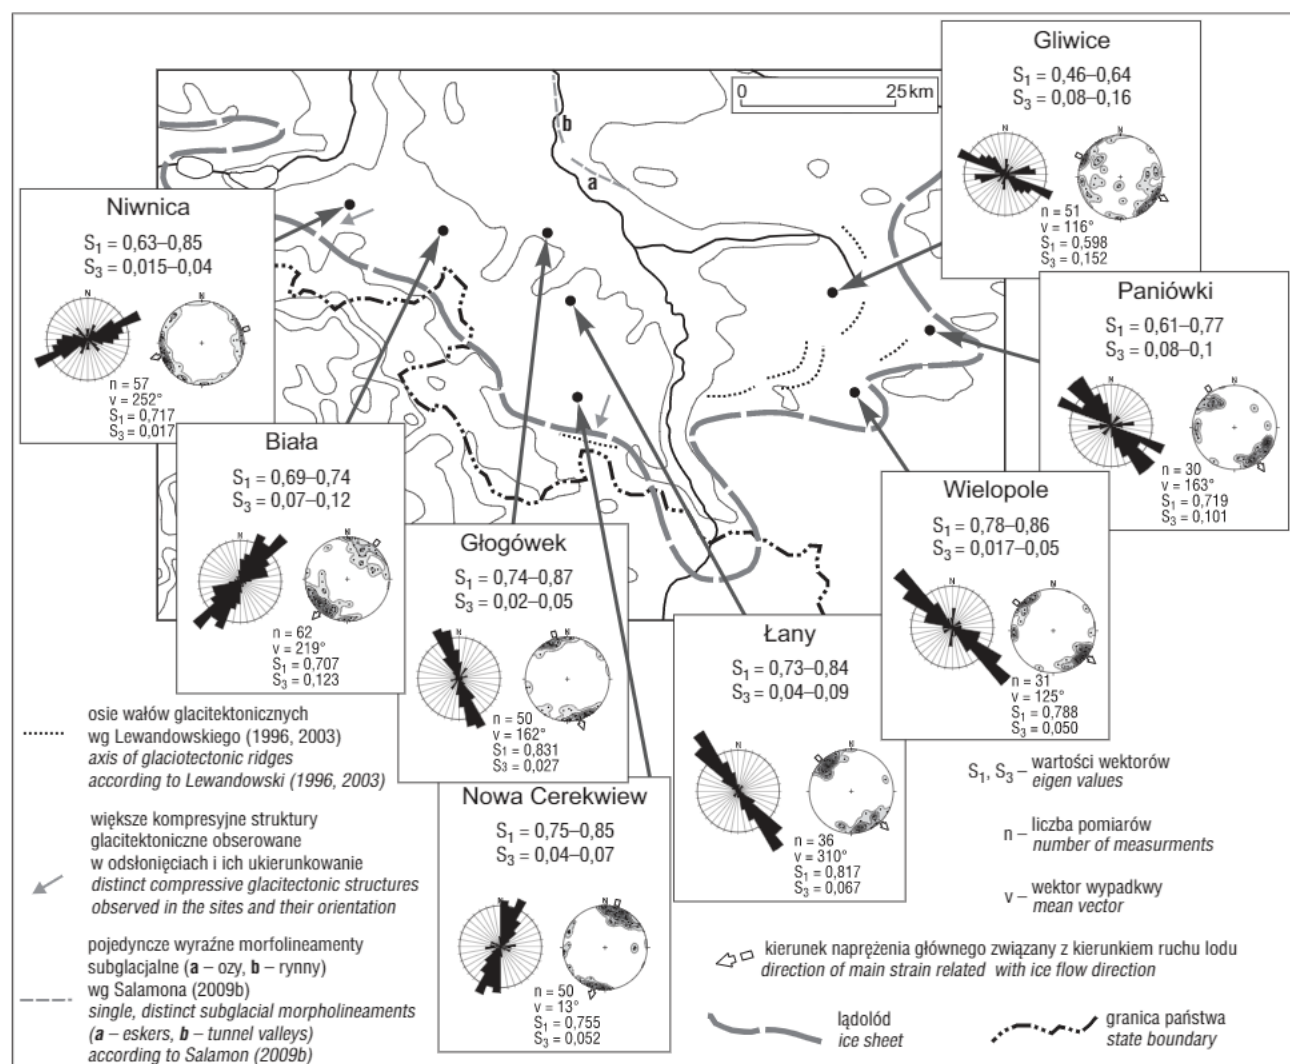 Gliwice
S1 = 0,46–0,64
S3 = 0,08–0,16
N
N
n = 51
v = 116°
S1 = 0,598
S3 = 0,152
0 25 km
b
a
Niwnica
S1 = 0,63–0,85
S3 = 0,015–0,04
N
N
n = 57
v = 252°
S1 = 0,717
S3 = 0,017
Paniówki
S1 = 0,61–0,77
S3 = 0,08–0,1
N
N
n = 30
v = 163°
S1 = 0,719
S3 = 0,101
Biała
S1 = 0,69–0,74
S3 = 0,07–0,12
N
N
n = 62
v = 219°
S1 = 0,707
S3 = 0,123
Wielopole
S1 = 0,78–0,86
S3 = 0,017–0,05
N
N
n = 31
v = 125°
S1 = 0,788
S3 = 0,050
Głogówek
S1 = 0,74–0,87
S3 = 0,02–0,05
N
N
n = 50
v = 162°
S1 = 0,831
S3 = 0,027
Łany
S1 = 0,73–0,84
S3 = 0,04–0,09
N
N
n = 36
v = 310°
S1 = 0,817
S3 = 0,067
Nowa Cerekwiew
S1 = 0,75–0,85
S3 = 0,04–0,07
N
N
n = 50
v = 13°
S1 = 0,755
S3 = 0,052
osie wałów glacitektonicznych
wg Lewandowskiego (1996, 2003)
axis of glaciotectonic ridges
according to Lewandowski (1996, 2003)
większe kompresyjne struktury
glacitektoniczne obserowane
w odsłonięciach i ich ukierunkowanie
distinct compressive glacitectonic structures
observed in the sites and their orientation
pojedyncze wyraźne morfolineamenty
subglacjalne (a – ozy, b – rynny)
wg Salamona (2009b)
single, distinct subglacial morpholineaments
(a – eskers, b – tunnel valleys)
according to Salamon (2009b)
S1, S3 – wartości wektorów
eigen values
n – liczba pomiarów
number of measurments
v – wektor wypadkwy
mean vector
kierunek naprężenia głównego związany z kierunkiem ruchu lodu
direction of main strain related with ice flow direction
lądolód
ice sheet
granica państwa
state boundary